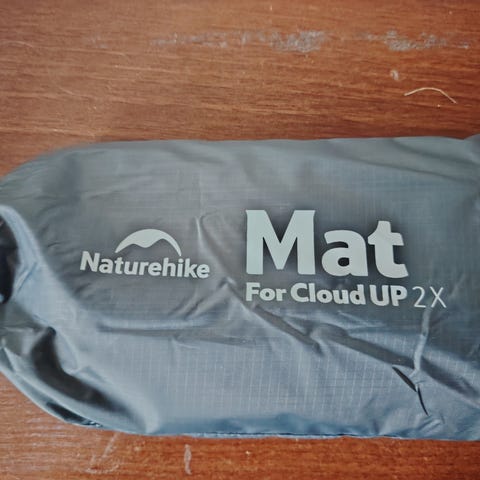 Naturehike
Mat
For Cloud UP 2X